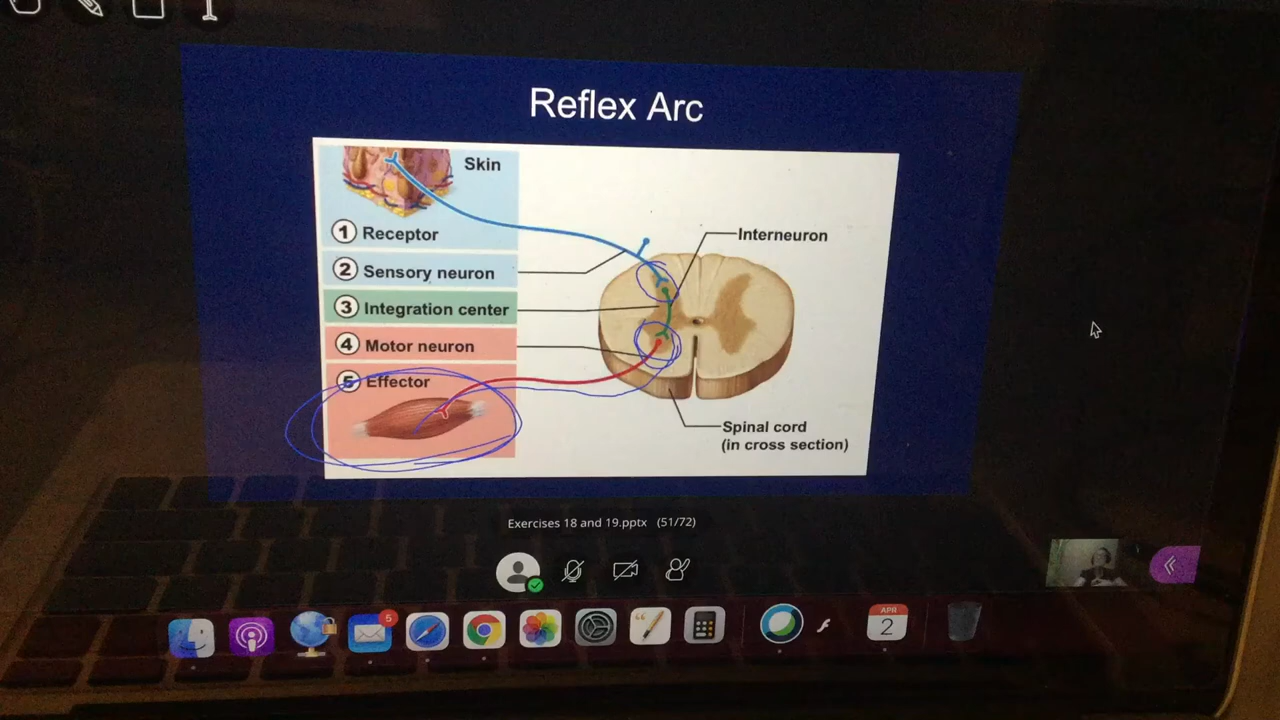 Reflex Arc
Skin
1 Receptor
2 Sensory neuron
3 Integration center
4 Motor neuron
5 Effector
Interneuron
Spinal cord
(in cross section)
Exercises 18 and 19.pptx (51/72)
5
APR
2